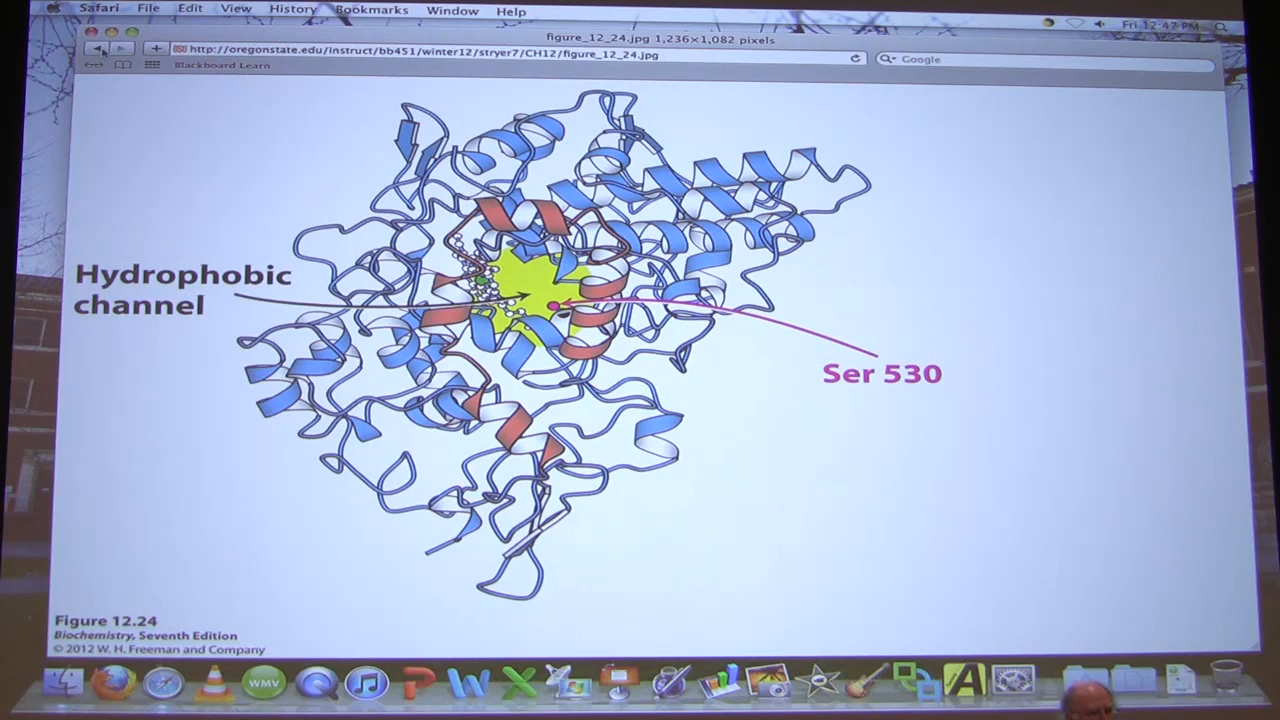 Safari File Edit View History Bookmarks Window Help
Fri 12:47 PM
figure_12_24.jpg 1,236×1,082 pixels
OSU http://oregonstate.edu/instruct/bb451/winter12/stryer7/CH12/figure_12_24.jpg
Google
Blackboard Learn
Hydrophobic
channel
Ser 530
Figure 12.24
Biochemistry, Seventh Edition
© 2012 W. H. Freeman and Company
WMV